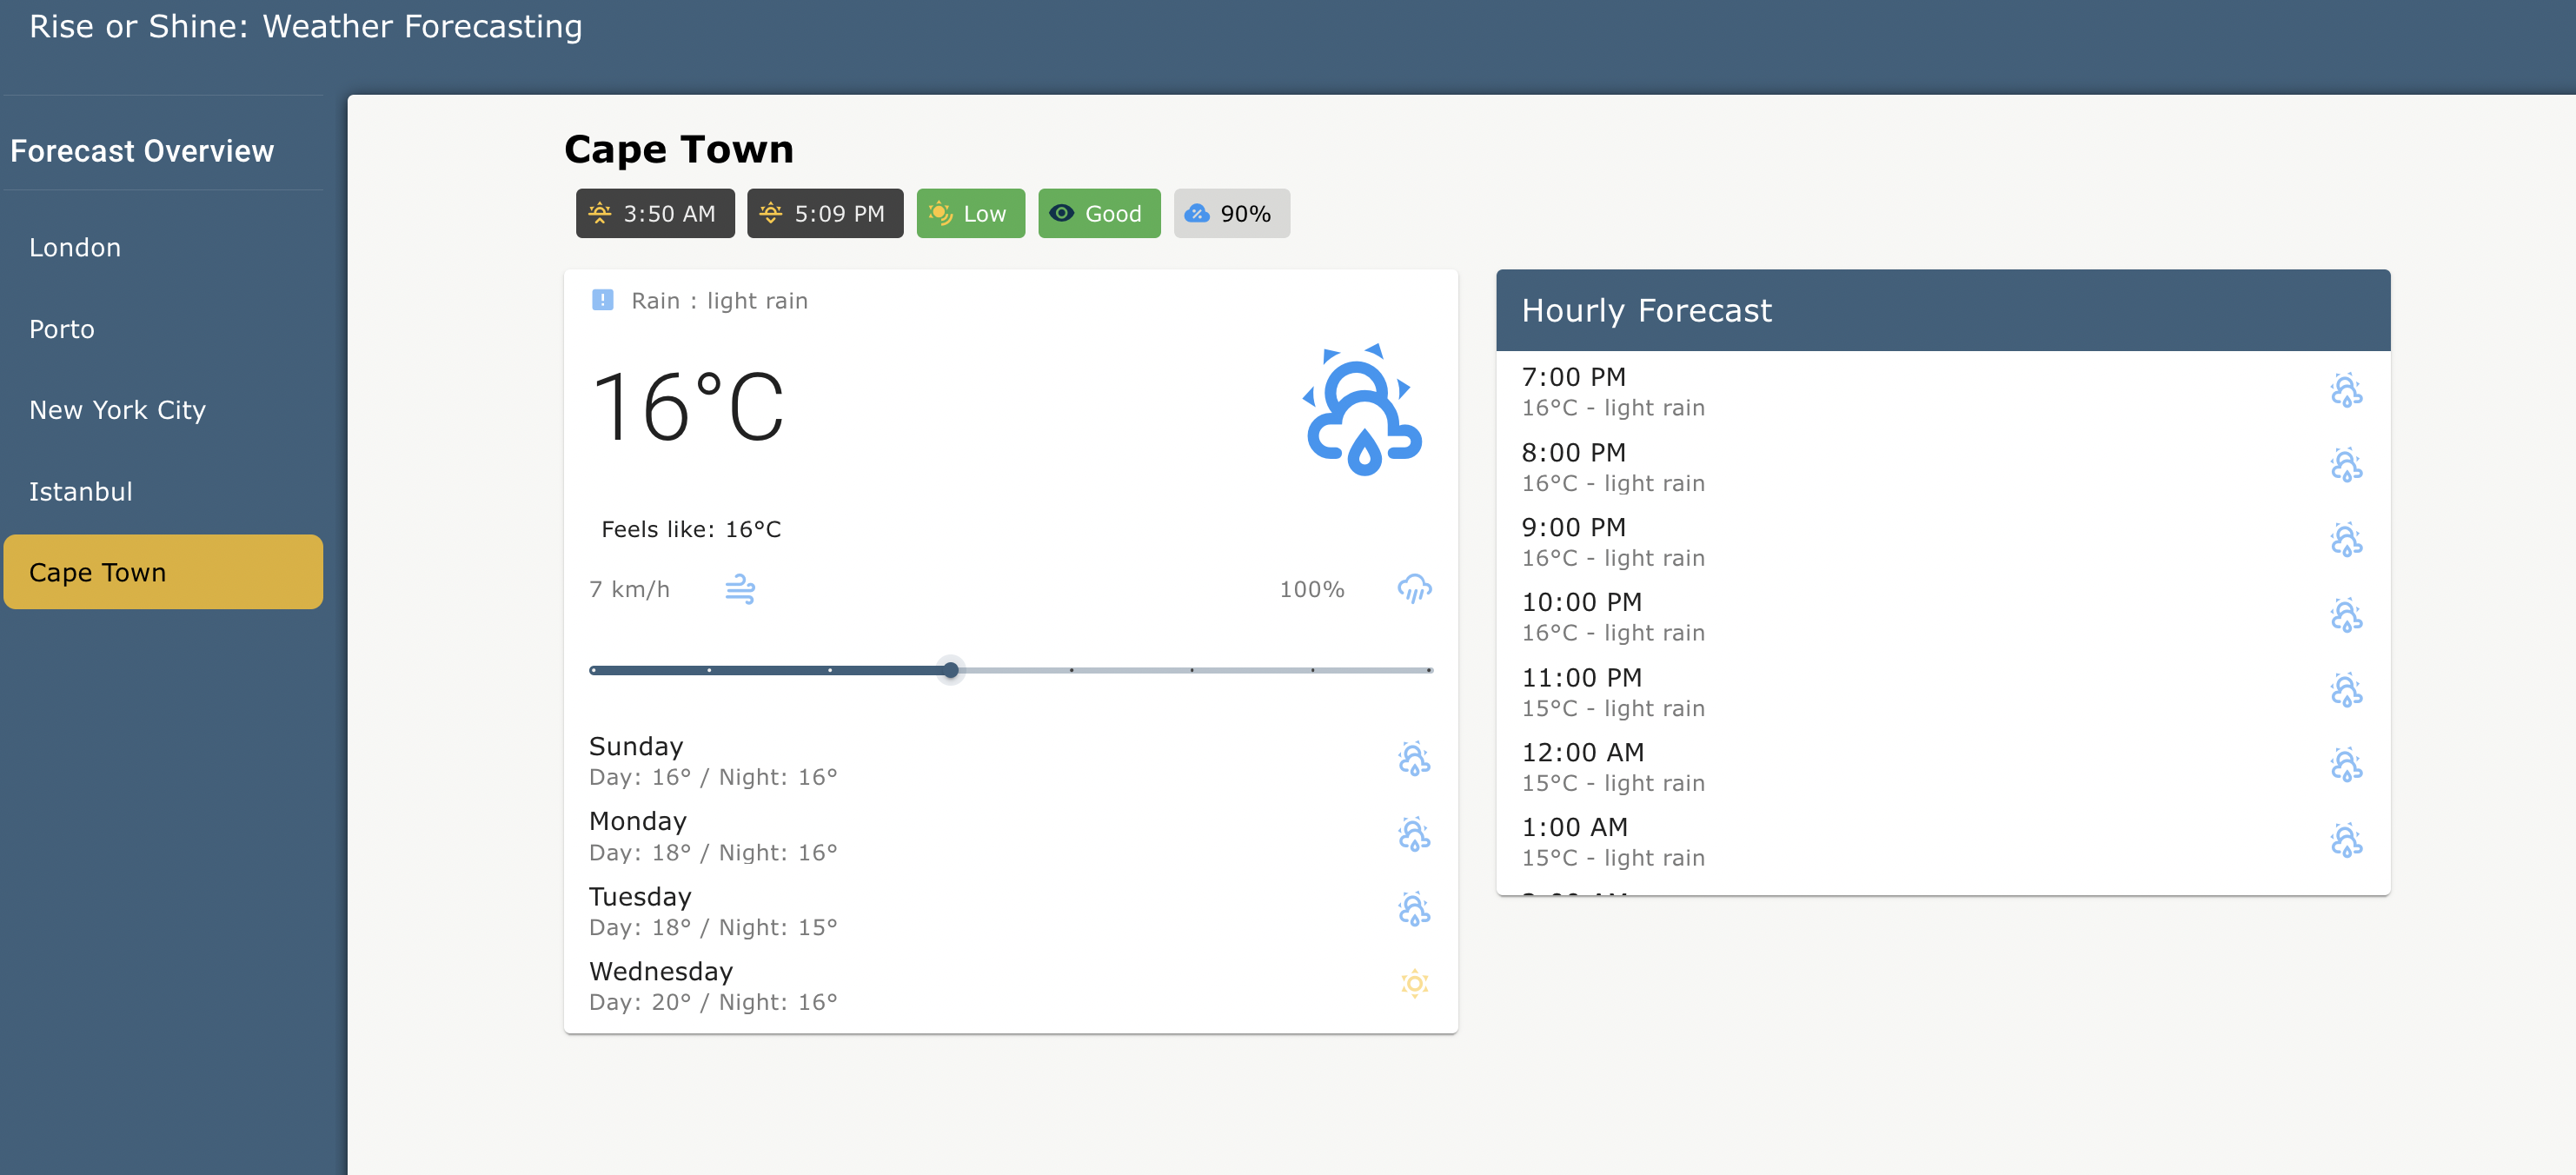 Rise or Shine: Weather Forecasting
Forecast Overview
London
Porto
New York City
Istanbul
Cape Town
Cape Town
3:50 AM
5:09 PM
Low
Good
90%
Rain : light rain
16°C
Feels like: 16°C
7 km/h
100%
Sunday
Day: 16° / Night: 16°
Monday
Day: 18° / Night: 16°
Tuesday
Day: 18° / Night: 15°
Wednesday
Day: 20° / Night: 16°
Hourly Forecast
7:00 PM
16°C - light rain
8:00 PM
16°C - light rain
9:00 PM
16°C - light rain
10:00 PM
16°C - light rain
11:00 PM
15°C - light rain
12:00 AM
15°C - light rain
1:00 AM
15°C - light rain